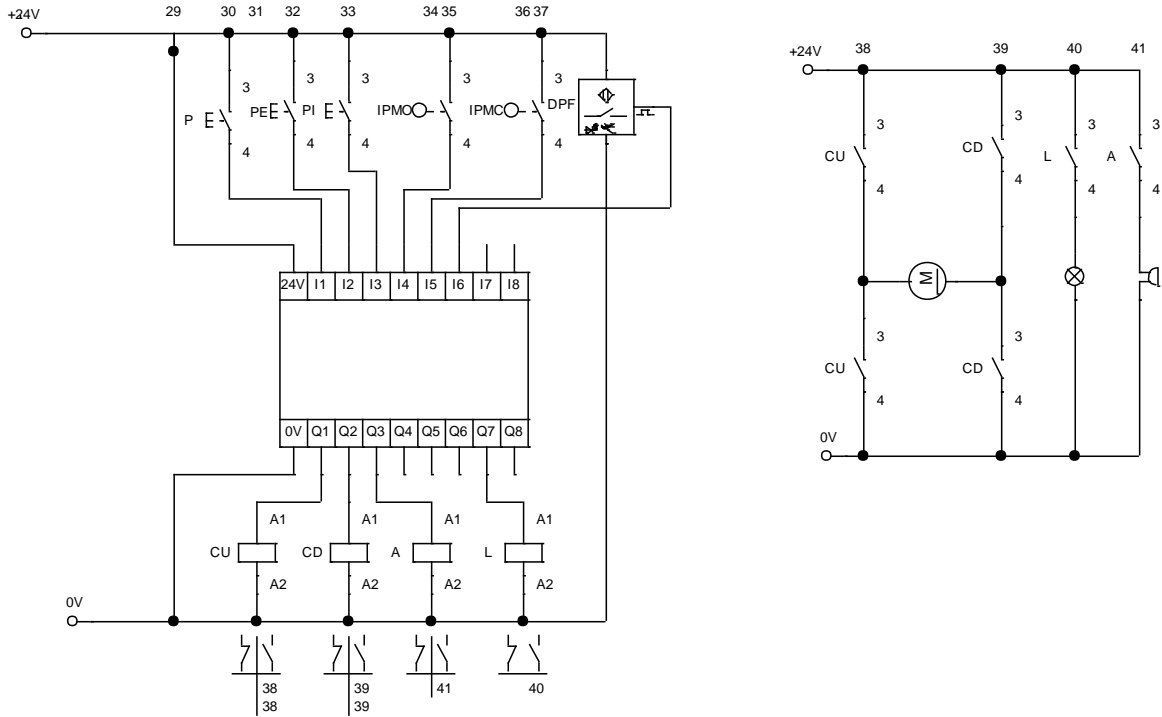 +24V 29 30 31 32 33 34 35 36 37
3 3 3 3 3
P PE PI IPMO IPMC DPF
4 4 4 4 4
24V I1 I2 I3 I4 I5 I6 I7 I8
0V Q1 Q2 Q3 Q4 Q5 Q6 Q7 Q8
A1 A1 A1 A1
CU CD A L
A2 A2 A2 A2
0V
38 39 41 40
38 39
+24V 38 39 40 41
3 3 3 3
CU CD L A
4 4 4 4
M
3 3
CU CD
4 4
0V